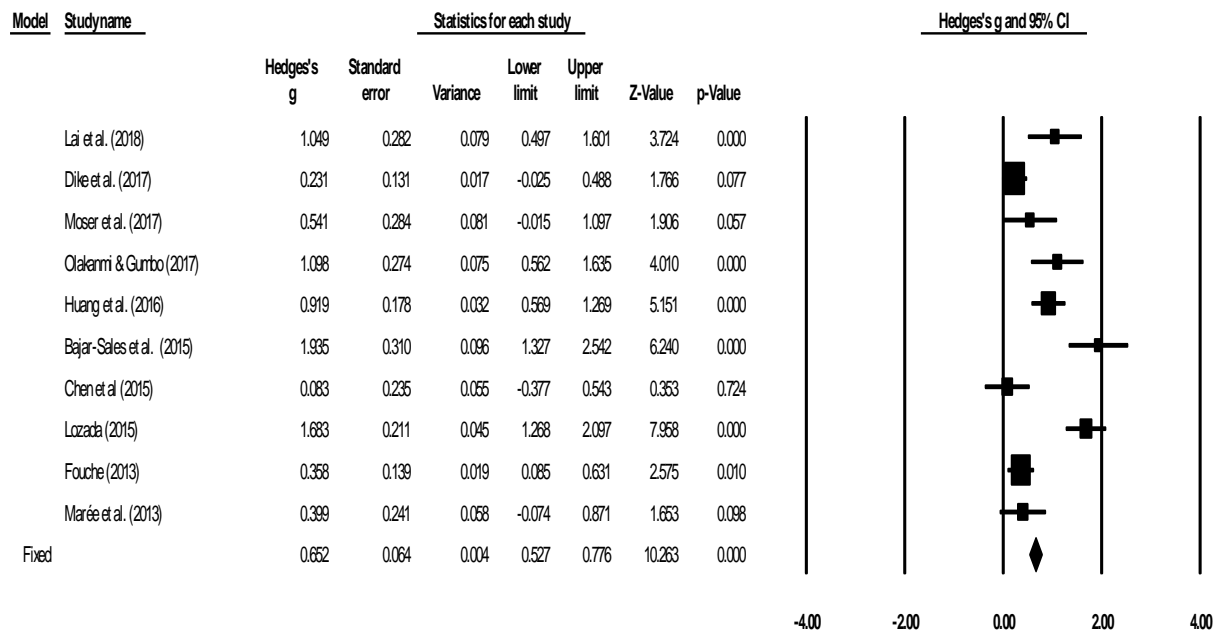 Model Studyname Statistics for each study Hedges's g and 95% CI
Hedges's Standard Lower Upper
g error Variance limit limit Z-Value p-Value
Lai et al. (2018) 1.049 0.282 0.079 0.497 1.601 3.724 0.000
Dike et al. (2017) 0.231 0.131 0.017 -0.025 0.488 1.766 0.077
Moser et al. (2017) 0.541 0.284 0.081 -0.015 1.097 1.906 0.057
Olakanmi & Gumbo (2017) 1.098 0.274 0.075 0.562 1.635 4.010 0.000
Huang et al. (2016) 0.919 0.178 0.032 0.569 1.269 5.151 0.000
Bajar-Sales et al. (2015) 1.935 0.310 0.096 1.327 2.542 6.240 0.000
Chen et al (2015) 0.083 0.235 0.055 -0.377 0.543 0.353 0.724
Lozada (2015) 1.683 0.211 0.045 1.268 2.097 7.958 0.000
Fouche (2013) 0.358 0.139 0.019 0.085 0.631 2.575 0.010
Marée et al. (2013) 0.399 0.241 0.058 -0.074 0.871 1.653 0.098
Fixed 0.652 0.064 0.004 0.527 0.776 10.263 0.000
-4.00 -2.00 0.00 2.00 4.00